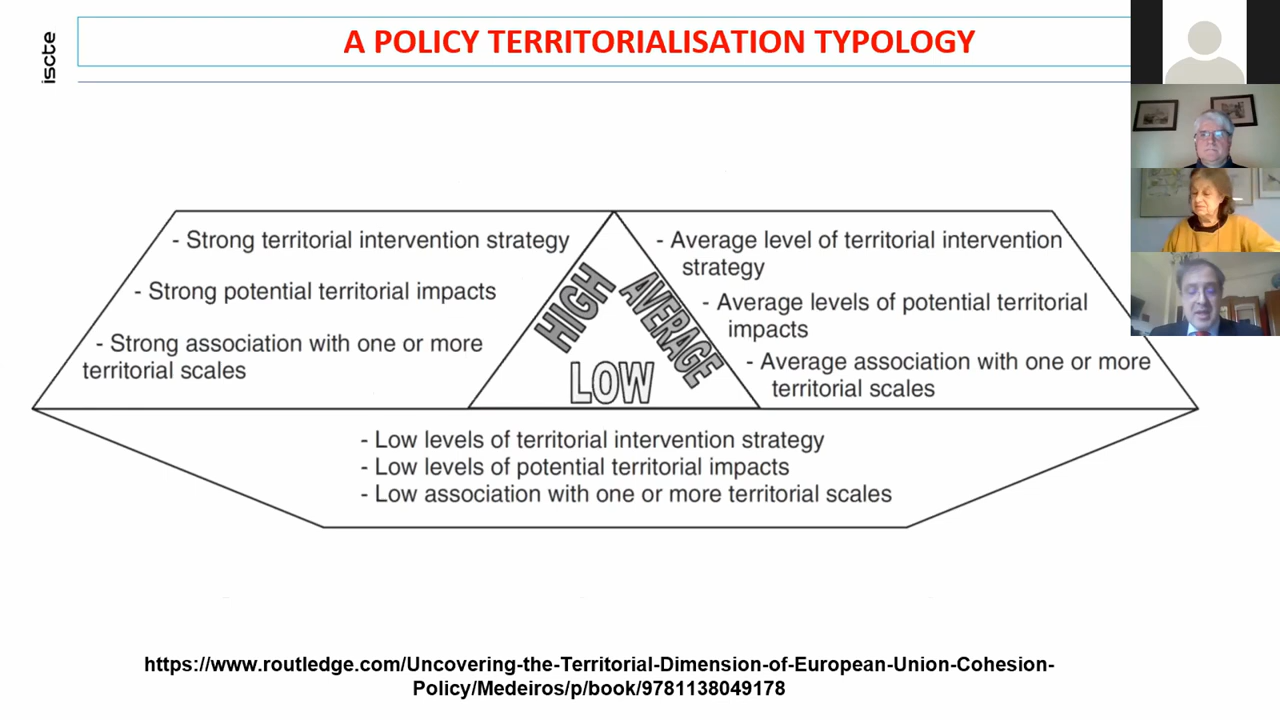 iscte
A POLICY TERRITORIALISATION TYPOLOGY
- Strong territorial intervention strategy
- Strong potential territorial impacts
- Strong association with one or more
territorial scales
HIGH
AVERAGE
LOW
- Average level of territorial intervention
strategy
- Average levels of potential territorial
impacts
- Average association with one or more
territorial scales
- Low levels of territorial intervention strategy
- Low levels of potential territorial impacts
- Low association with one or more territorial scales
https://www.routledge.com/Uncovering-the-Territorial-Dimension-of-European-Union-Cohesion-
Policy/Medeiros/p/book/9781138049178